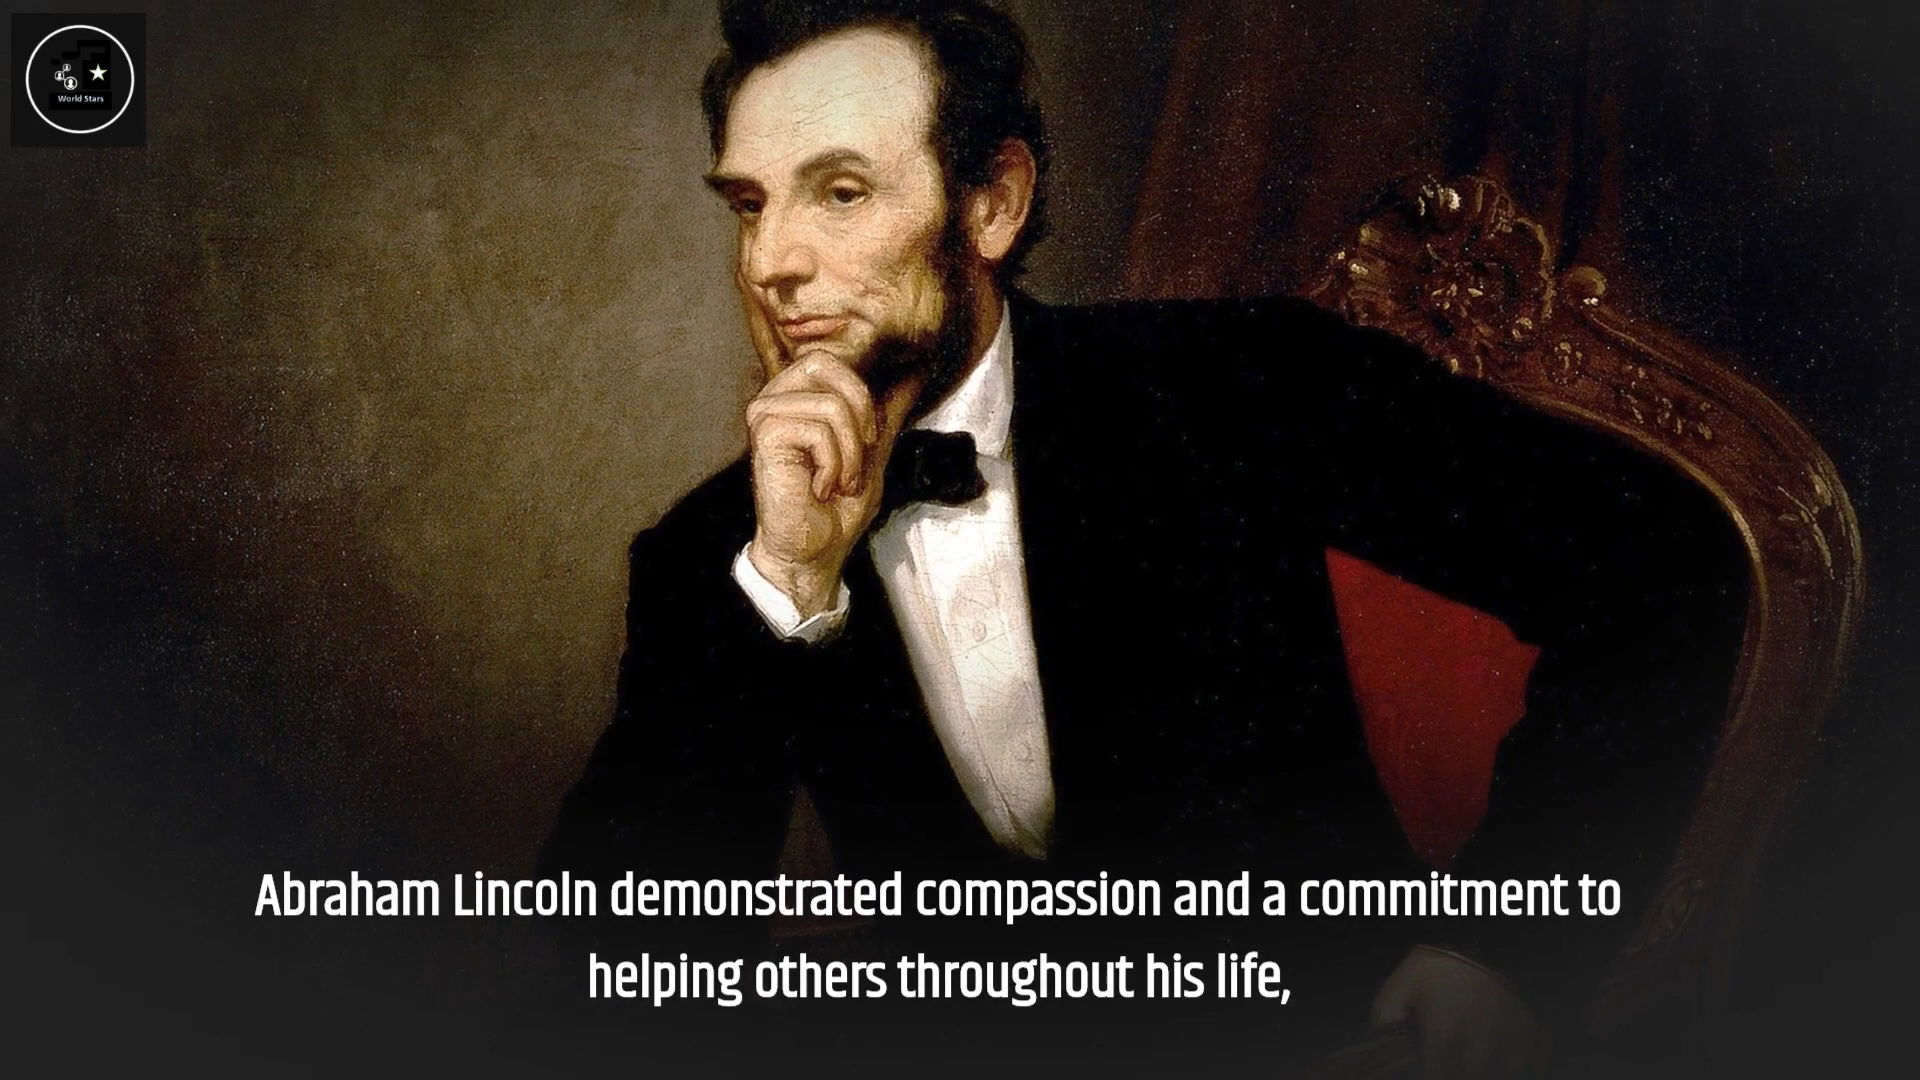 World Stars
Abraham Lincoln demonstrated compassion and a commitment to
helping others throughout his life,